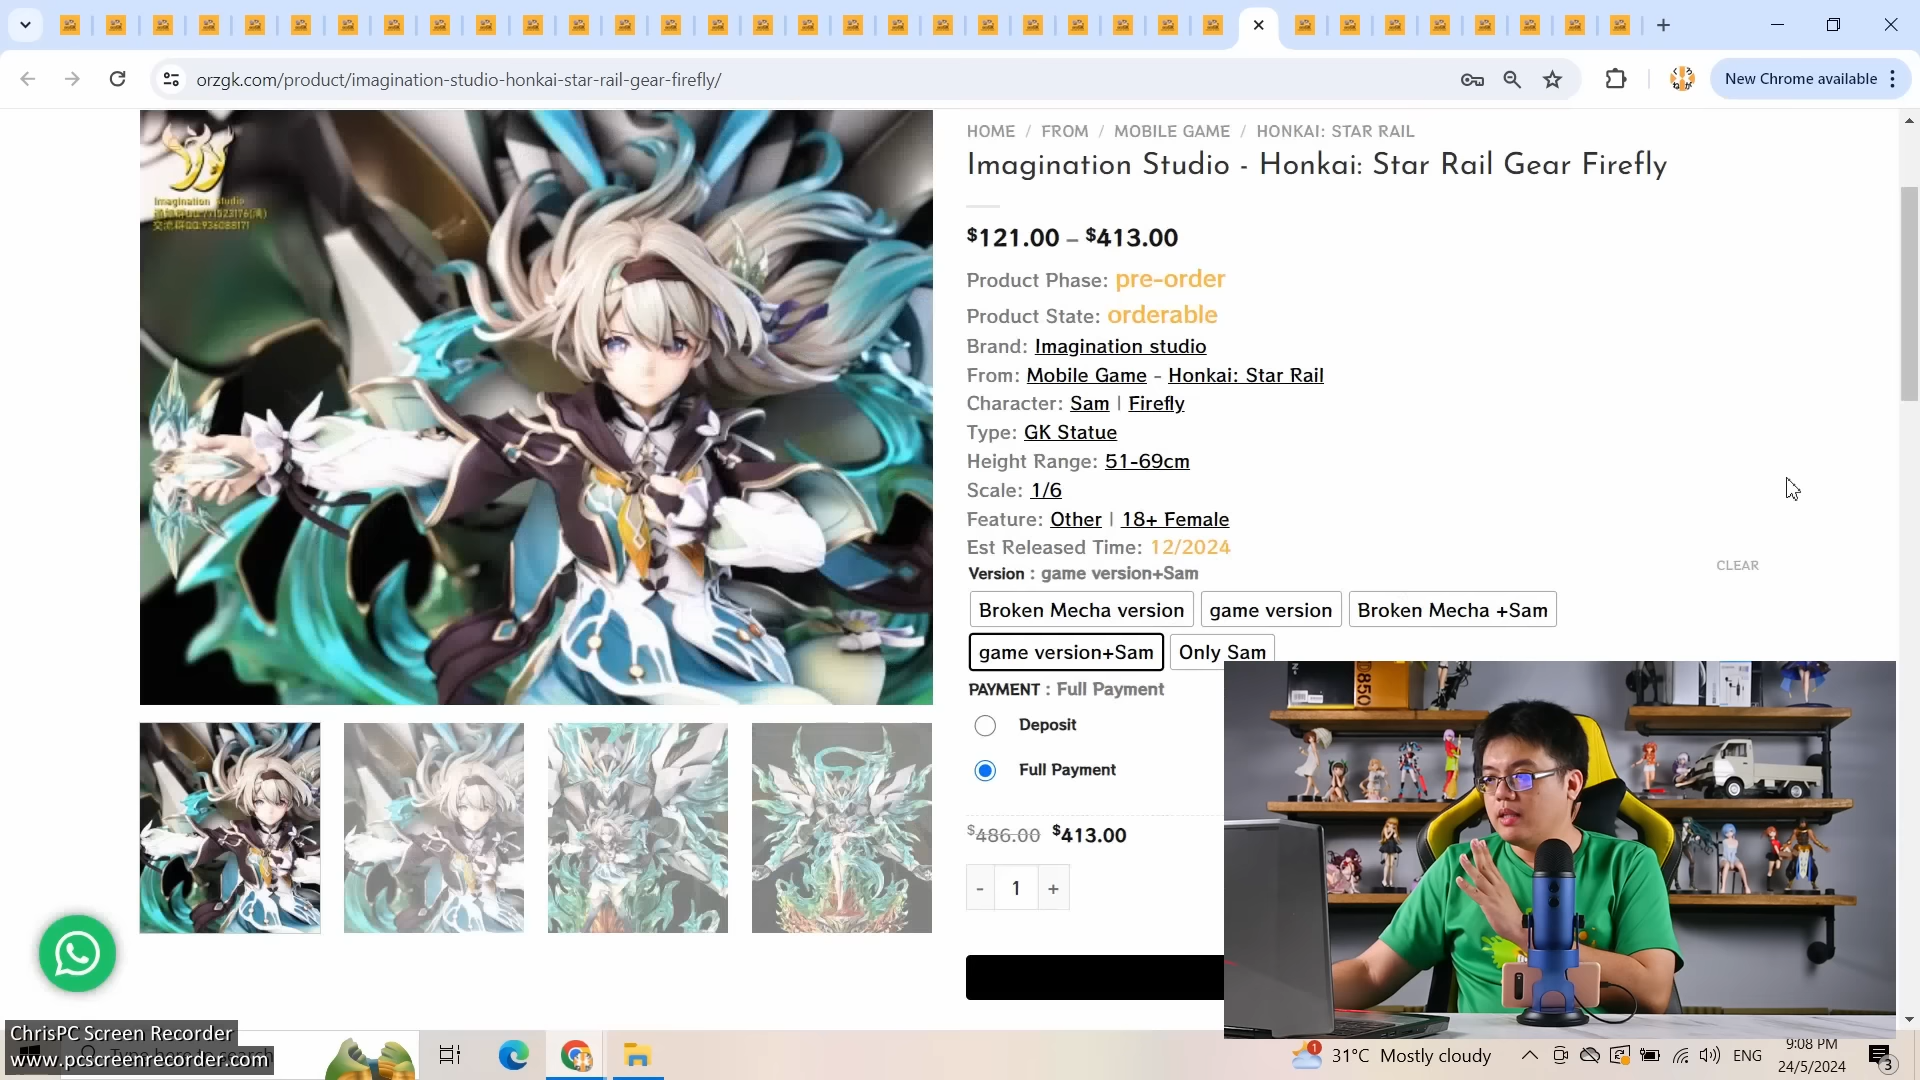 orzgk.com/product/imagination-studio-honkai-star-rail-gear-firefly/
New Chrome available
Imagination Studio
HOME / FROM / MOBILE GAME / HONKAI: STAR RAIL
Imagination Studio - Honkai: Star Rail Gear Firefly
$121.00 – $413.00
Product Phase: pre-order
Product State: orderable
Brand: Imagination studio
From: Mobile Game - Honkai: Star Rail
Character: Sam | Firefly
Type: GK Statue
Height Range: 51-69cm
Scale: 1/6
Feature: Other | 18+ Female
Est Released Time: 12/2024
Version : game version+Sam
CLEAR
Broken Mecha version
game version
Broken Mecha +Sam
game version+Sam
Only Sam
PAYMENT : Full Payment
Deposit
Full Payment
$486.00 $413.00
- 1 +
ChrisPC Screen Recorder
www.pcscreenrecorder.com
1
31°C Mostly cloudy
ENG
9:08 PM
24/5/2024
3